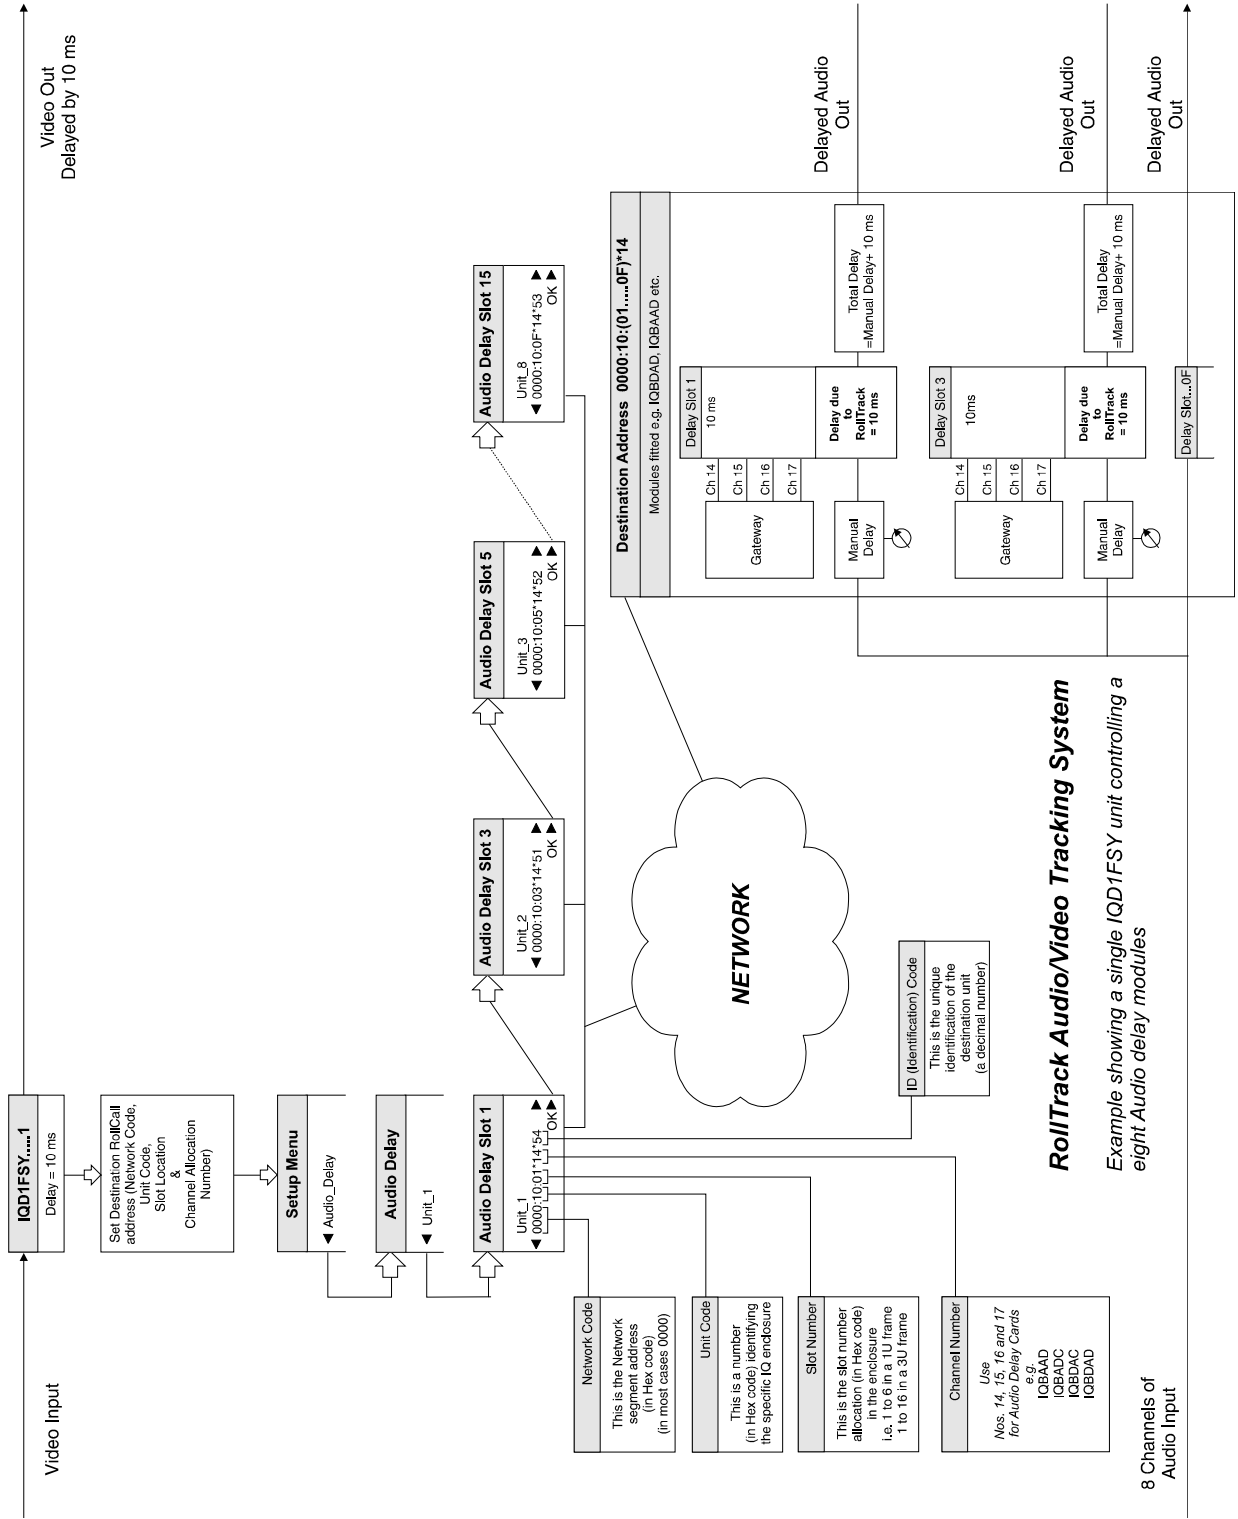 Video Input
Video Out
Delayed by 10 ms
IQD1FSY.....1
Delay = 10 ms
Set Destination RollCall
address (Network Code,
Unit Code,
Slot Location
&
Channel Allocation
Number)
Setup Menu
◀ Audio_Delay
Audio Delay
◀ Unit_1
Audio Delay Slot 1
Unit_1 ▶
◀ 0000:10:01*14*54
OK ▶
Audio Delay Slot 3
Unit_2 ▶
◀ 0000:10:03*14*51
OK ▶
Audio Delay Slot 5
Unit_3 ▶
◀ 0000:10:05*14*52
OK ▶
Audio Delay Slot 15
Unit_8 ▶
◀ 0000:10:0F*14*53
OK ▶
Network Code
This is the Network
segment address
(in Hex code)
(in most cases 0000)
Unit Code
This is a number
(in Hex code) identifying
the specific IQ enclosure
Slot Number
This is the slot number
allocation (in Hex code)
in the enclosure
i.e. 1 to 6 in a 1U frame
1 to 16 in a 3U frame
Channel Number
Use
Nos. 14, 15, 16 and 17
for Audio Delay Cards
e.g.
IQBAAD
IQBADC
IQBDAC
IQBDAD
ID (Identification) Code
This is the unique
identification of the
destination unit
(a decimal number)
NETWORK
Destination Address 0000:10:(01.....0F)*14
Modules fitted e.g. IQBDAD, IQBAAD etc.
Gateway
Ch 14
Ch 15
Ch 16
Ch 17
Delay Slot 1
10 ms
Manual
Delay
Delay due
to
RollTrack
= 10 ms
Total Delay
=Manual Delay+ 10 ms
Delayed Audio
Out
Gateway
Ch 14
Ch 15
Ch 16
Ch 17
Delay Slot 3
10ms
Manual
Delay
Delay due
to
RollTrack
= 10 ms
Total Delay
=Manual Delay+ 10 ms
Delayed Audio
Out
Delay Slot...0F
Delayed Audio
Out
RollTrack Audio/Video Tracking System
Example showing a single IQD1FSY unit controlling a
eight Audio delay modules
8 Channels of
Audio Input